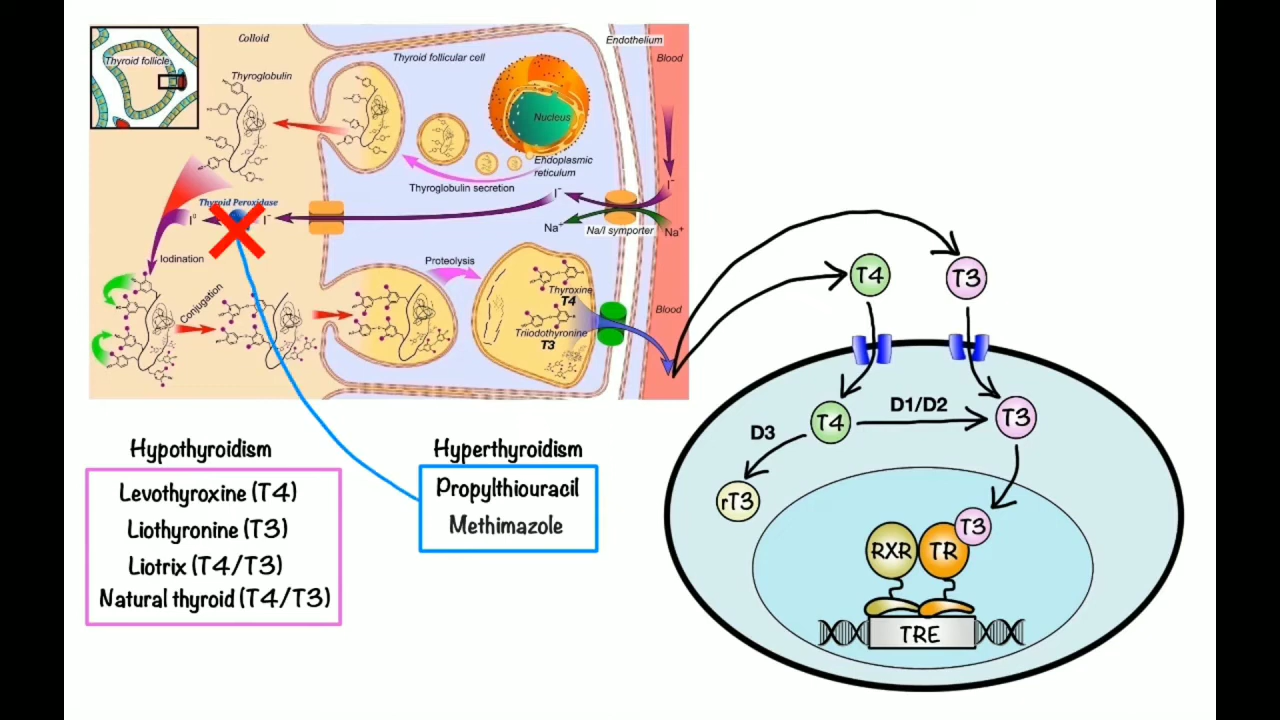 Colloid
Endothelium
Thyroid follicle
Thyroid follicular cell
Blood
Thyroglobulin
Nucleus
Ehdoplasmic
reticulum
Thyroglobulin secretion
I⁻
I⁻
Thyroid Peroxidase
I⁰
I⁻
Na⁺
Na/I symporter
Na⁺
Iodination
Proteolysis
Conjugation
Thyroxine
T4
Triiodothyronine
T3
Blood
T4
T3
T4
D1/D2
T3
D3
rT3
T3
RXR
TR
TRE
Hypothyroidism
Levothyroxine (T4)
Liothyronine (T3)
Liotrix (T4/T3)
Natural thyroid (T4/T3)
Hyperthyroidism
Propylthiouracil
Methimazole